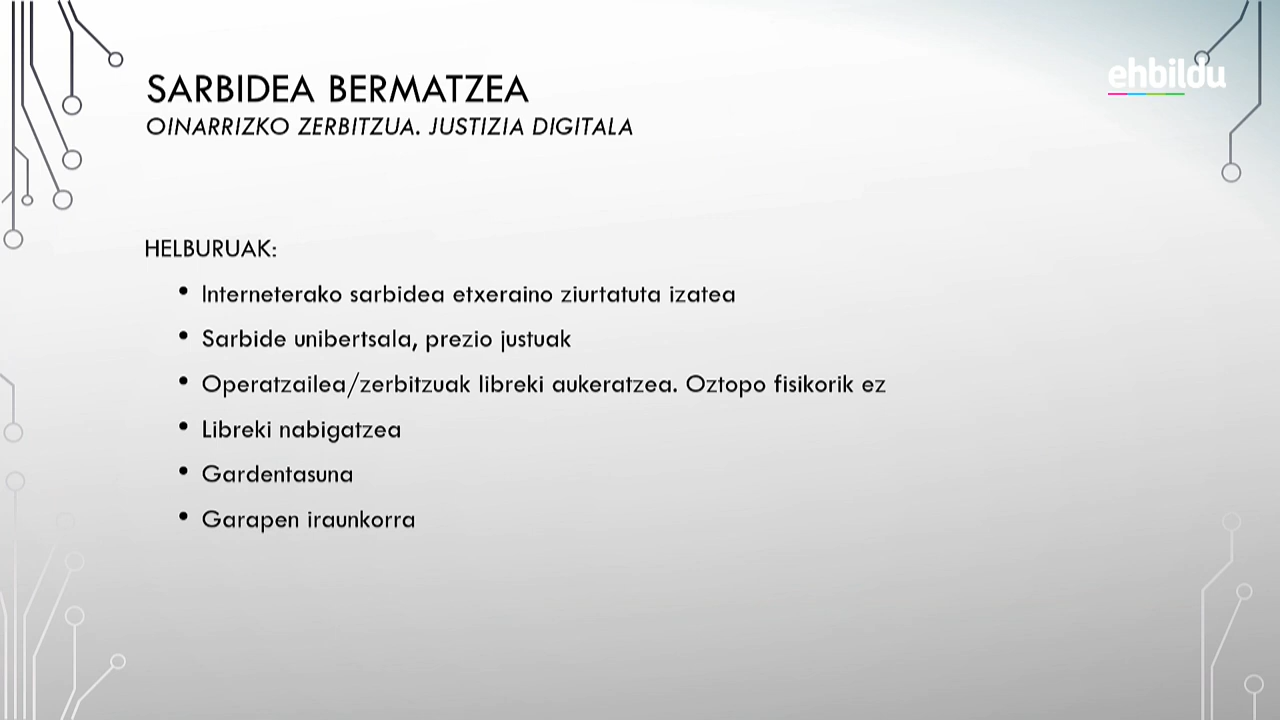 SARBIDEA BERMATZEA
OINARRIZKO ZERBITZUA. JUSTIZIA DIGITALA
ehbildu
HELBURUAK:
• Interneterako sarbidea etxeraino ziurtatuta izatea
• Sarbide unibertsala, prezio justuak
• Operatzailea/zerbitzuak libreki aukeratzea. Oztopo fisikorik ez
• Libreki nabigatzea
• Gardentasuna
• Garapen iraunkorra